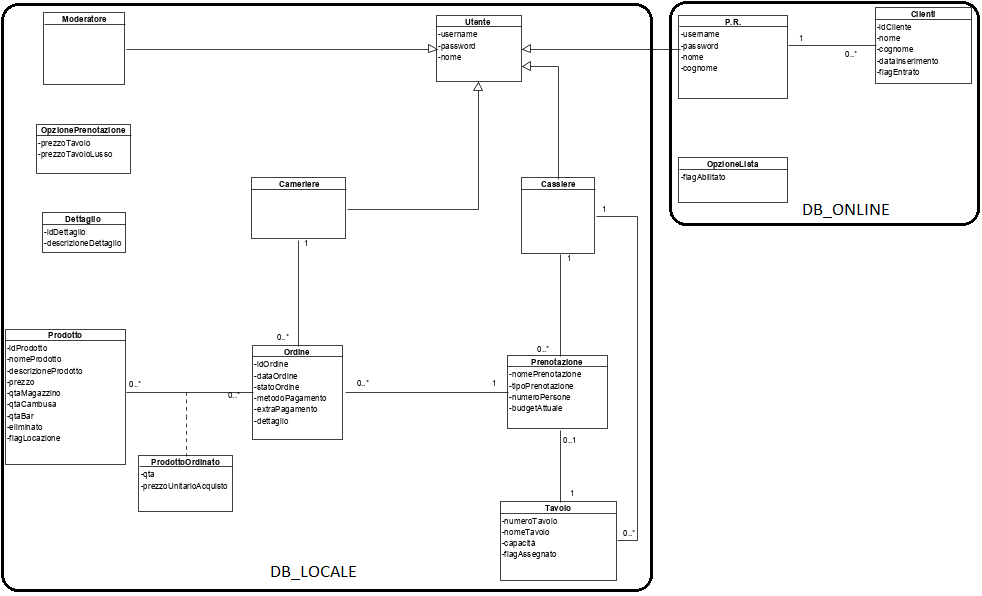 Moderatore
Utente
-username
-password
-nome
P.R.
-username
-password
-nome
-cognome
1
0..*
Clienti
-idCliente
-nome
-cognome
-dataInserimento
-flagEntrato
OpzionePrenotazione
-prezzoTavolo
-prezzoTavoloLusso
OpzioneLista
-flagAbilitato
DB_ONLINE
Cameriere
Cassiere
1
Dettaglio
-idDettaglio
-descrizioneDettaglio
1
1
0..*
0..*
Prodotto
-idProdotto
-nomeProdotto
-descrizioneProdotto
-prezzo
-qtaMagazzino
-qtaCambusa
-qtaBar
-eliminato
-flagLocazione
0..*
0..*
Ordine
-idOrdine
-dataOrdine
-statoOrdine
-metodoPagamento
-extraPagamento
-dettaglio
0..*
1
Prenotazione
-nomePrenotazione
-tipoPrenotazione
-numeroPersone
-budgetAttuale
0..1
1
ProdottoOrdinato
-qta
-prezzoUnitarioAcquisto
Tavolo
-numeroTavolo
-nomeTavolo
-capacità
-flagAssegnato
0..*
DB_LOCALE